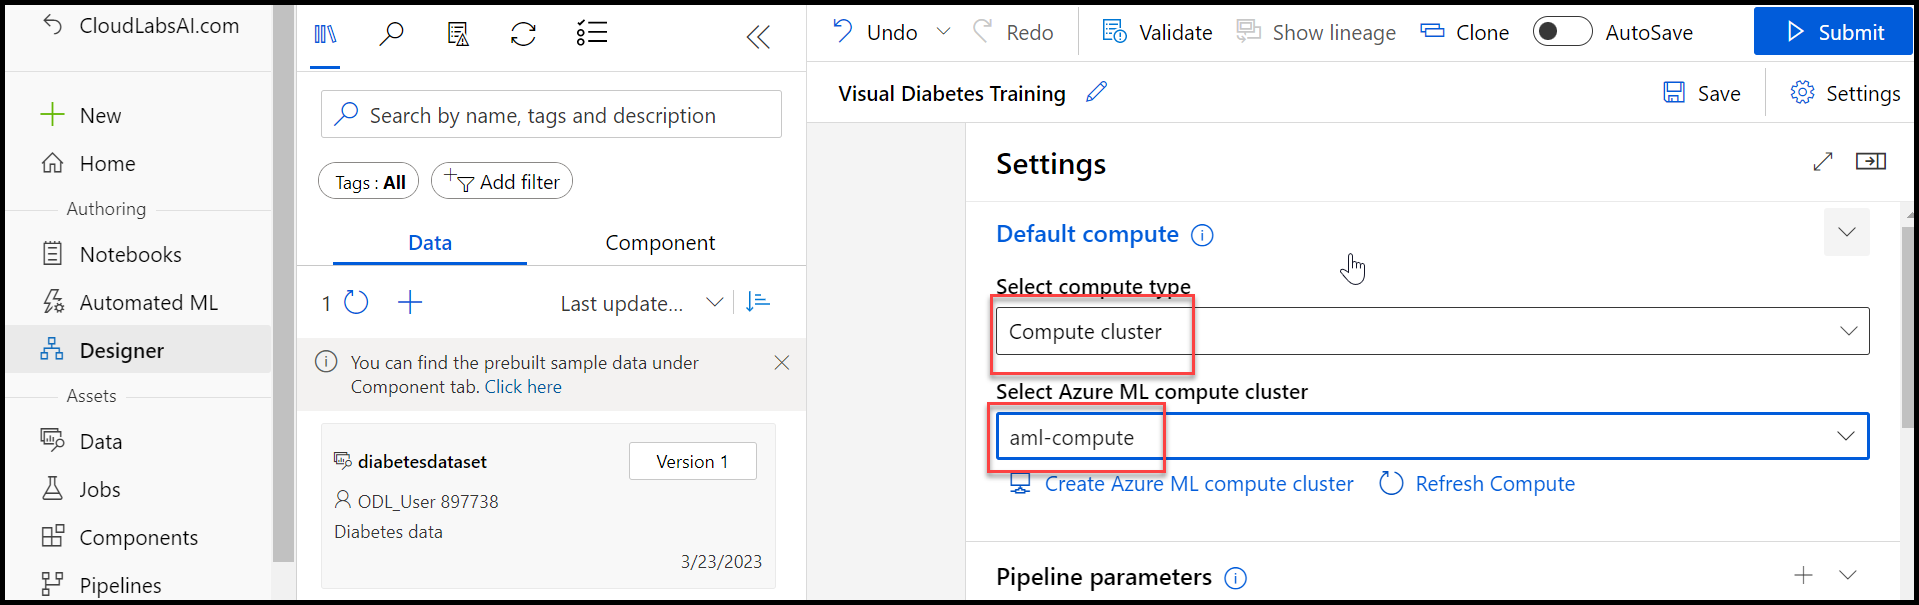 CloudLabsAI.com
New
Home
Authoring
Notebooks
Automated ML
Designer
Assets
Data
Jobs
Components
Pipelines
Search by name, tags and description
Tags : All
Add filter
Data
Component
1
Last update...
You can find the prebuilt sample data under
Component tab. Click here
diabetesdataset
Version 1
ODL_User 897738
Diabetes data
3/23/2023
Undo
Redo
Validate
Show lineage
Clone
AutoSave
Submit
Visual Diabetes Training
Save
Settings
Settings
Default compute
Select compute type
Compute cluster
Select Azure ML compute cluster
aml-compute
Create Azure ML compute cluster
Refresh Compute
Pipeline parameters